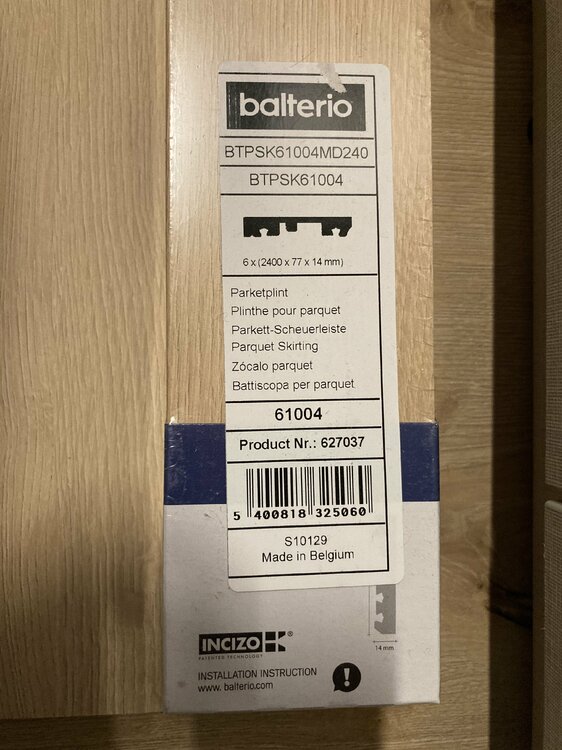 balterio
BTPSK61004MD240
BTPSK61004
6 x (2400 x 77 x 14 mm)
Parketplint
Plinthe pour parquet
Parkett-Scheuerleiste
Parquet Skirting
Zócalo parquet
Battiscopa per parquet
61004
Product Nr.: 627037
5 400818 325060
S10129
Made in Belgium
14 mm
INCIZO®
PATENTED TECHNOLOGY
INSTALLATION INSTRUCTION
www.balterio.com